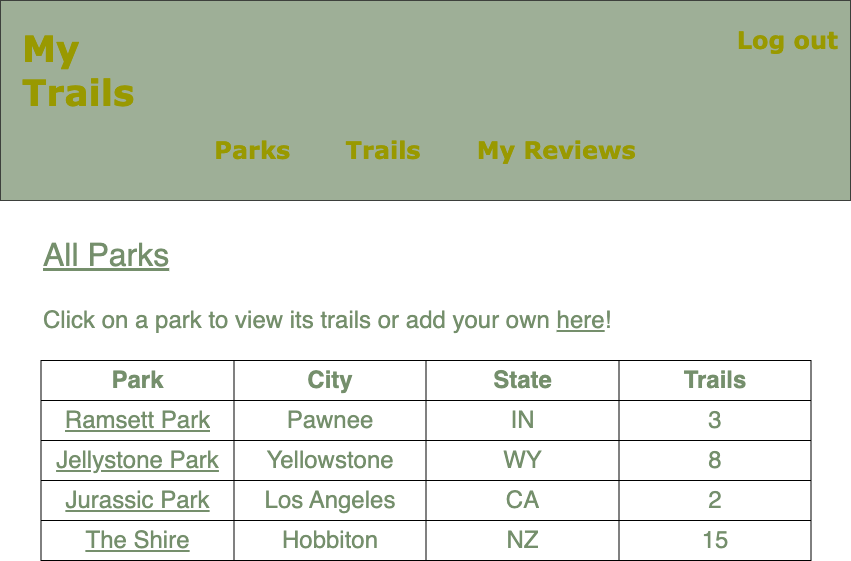 My
Trails
Log out
Parks Trails My Reviews
All Parks
Click on a park to view its trails or add your own here!
Park City State Trails
Ramsett Park Pawnee IN 3
Jellystone Park Yellowstone WY 8
Jurassic Park Los Angeles CA 2
The Shire Hobbiton NZ 15